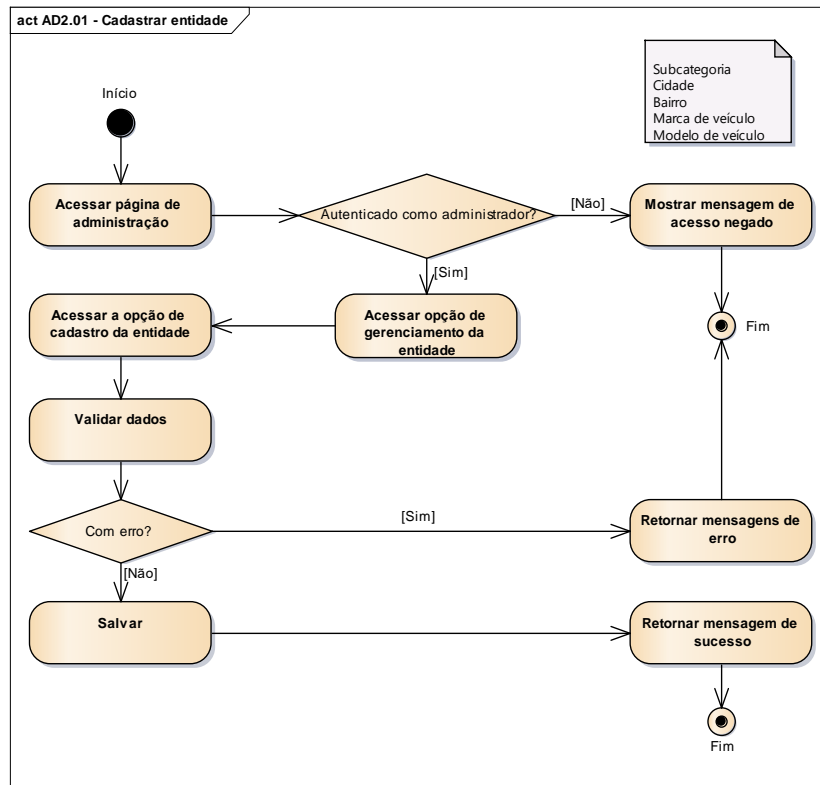 act AD2.01 - Cadastrar entidade
Subcategoria
Cidade
Bairro
Marca de veículo
Modelo de veículo
Início
Acessar página de
administração
Autenticado como administrador?
[Não]
Mostrar mensagem de
acesso negado
[Sim]
Acessar a opção de
cadastro da entidade
Acessar opção de
gerenciamento da
entidade
Fim
Validar dados
Com erro?
[Sim]
Retornar mensagens de
erro
[Não]
Salvar
Retornar mensagem de
sucesso
Fim